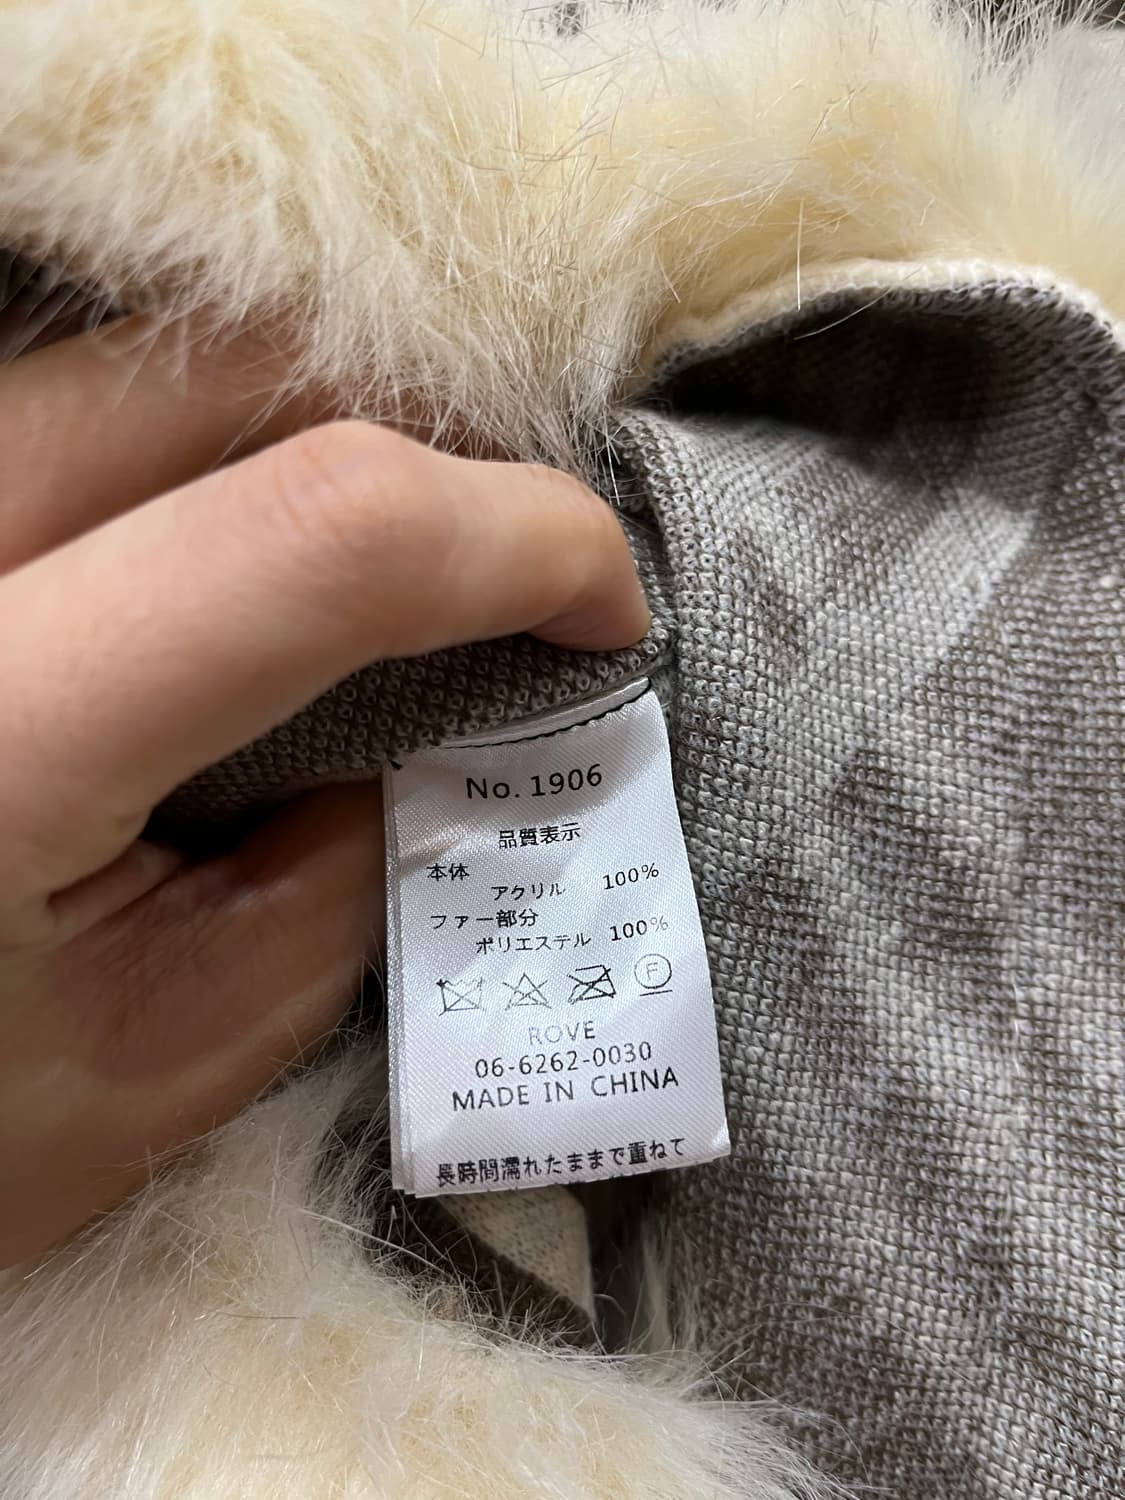 No. 1906
品質表示
本体
アクリル 100%
ファー部分
ポリエステル 100%
F
ROVE
06-6262-0030
MADE IN CHINA
長時間濡れたままで重ねて